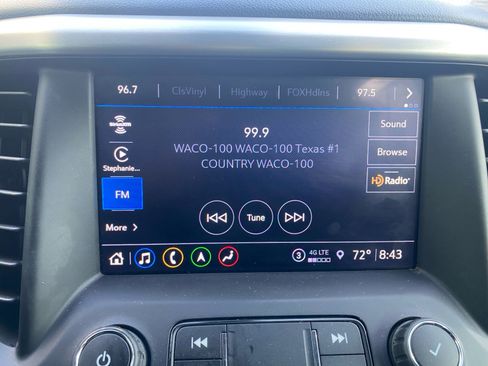 96.7 ClsVinyl Highway FOXHdlns 97.5
siriusxm
99.9
Sound
WACO-100 WACO-100 Texas #1
COUNTRY WACO-100
Stephanie...
Browse
FM
HD Radio
Tune
More
3 4G LTE 72° 8:43